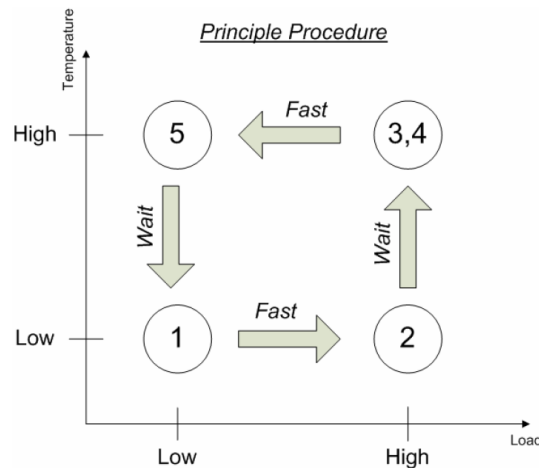 Principle Procedure
Temperature
High
5
Fast
3,4
Wait
Wait
Low
1
Fast
2
Load
Low
High